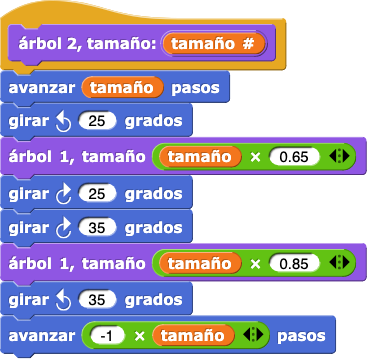 árbol 2, tamaño: tamaño #
avanzar tamaño pasos
girar 25 grados
árbol 1, tamaño tamaño × 0.65
girar 25 grados
girar 35 grados
árbol 1, tamaño tamaño × 0.85
girar 35 grados
avanzar -1 × tamaño pasos